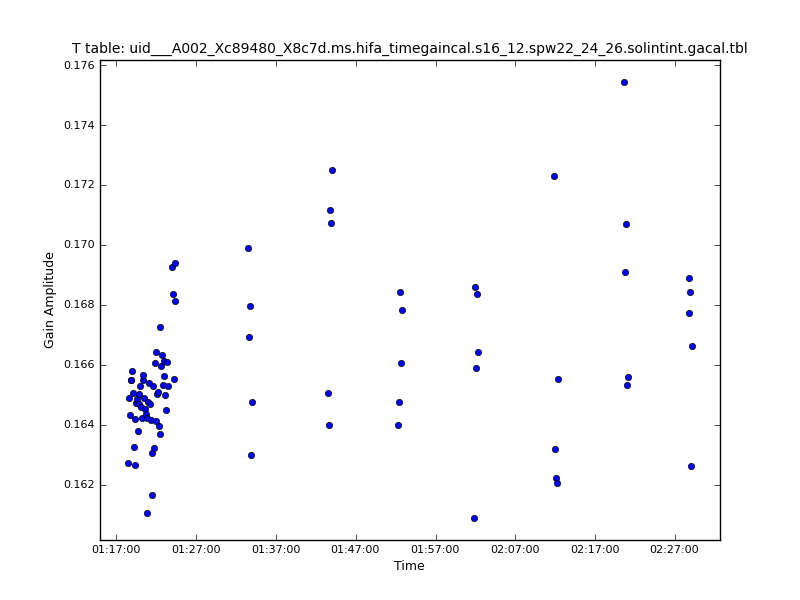 T table: uid___A002_Xc89480_X8c7d.ms.hifa_timegaincal.s16_12.spw22_24_26.solintint.gacal.tbl
0.176
0.174
0.172
0.170
0.168
0.166
0.164
0.162
Gain Amplitude
01:17:00 01:27:00 01:37:00 01:47:00 01:57:00 02:07:00 02:17:00 02:27:00
Time